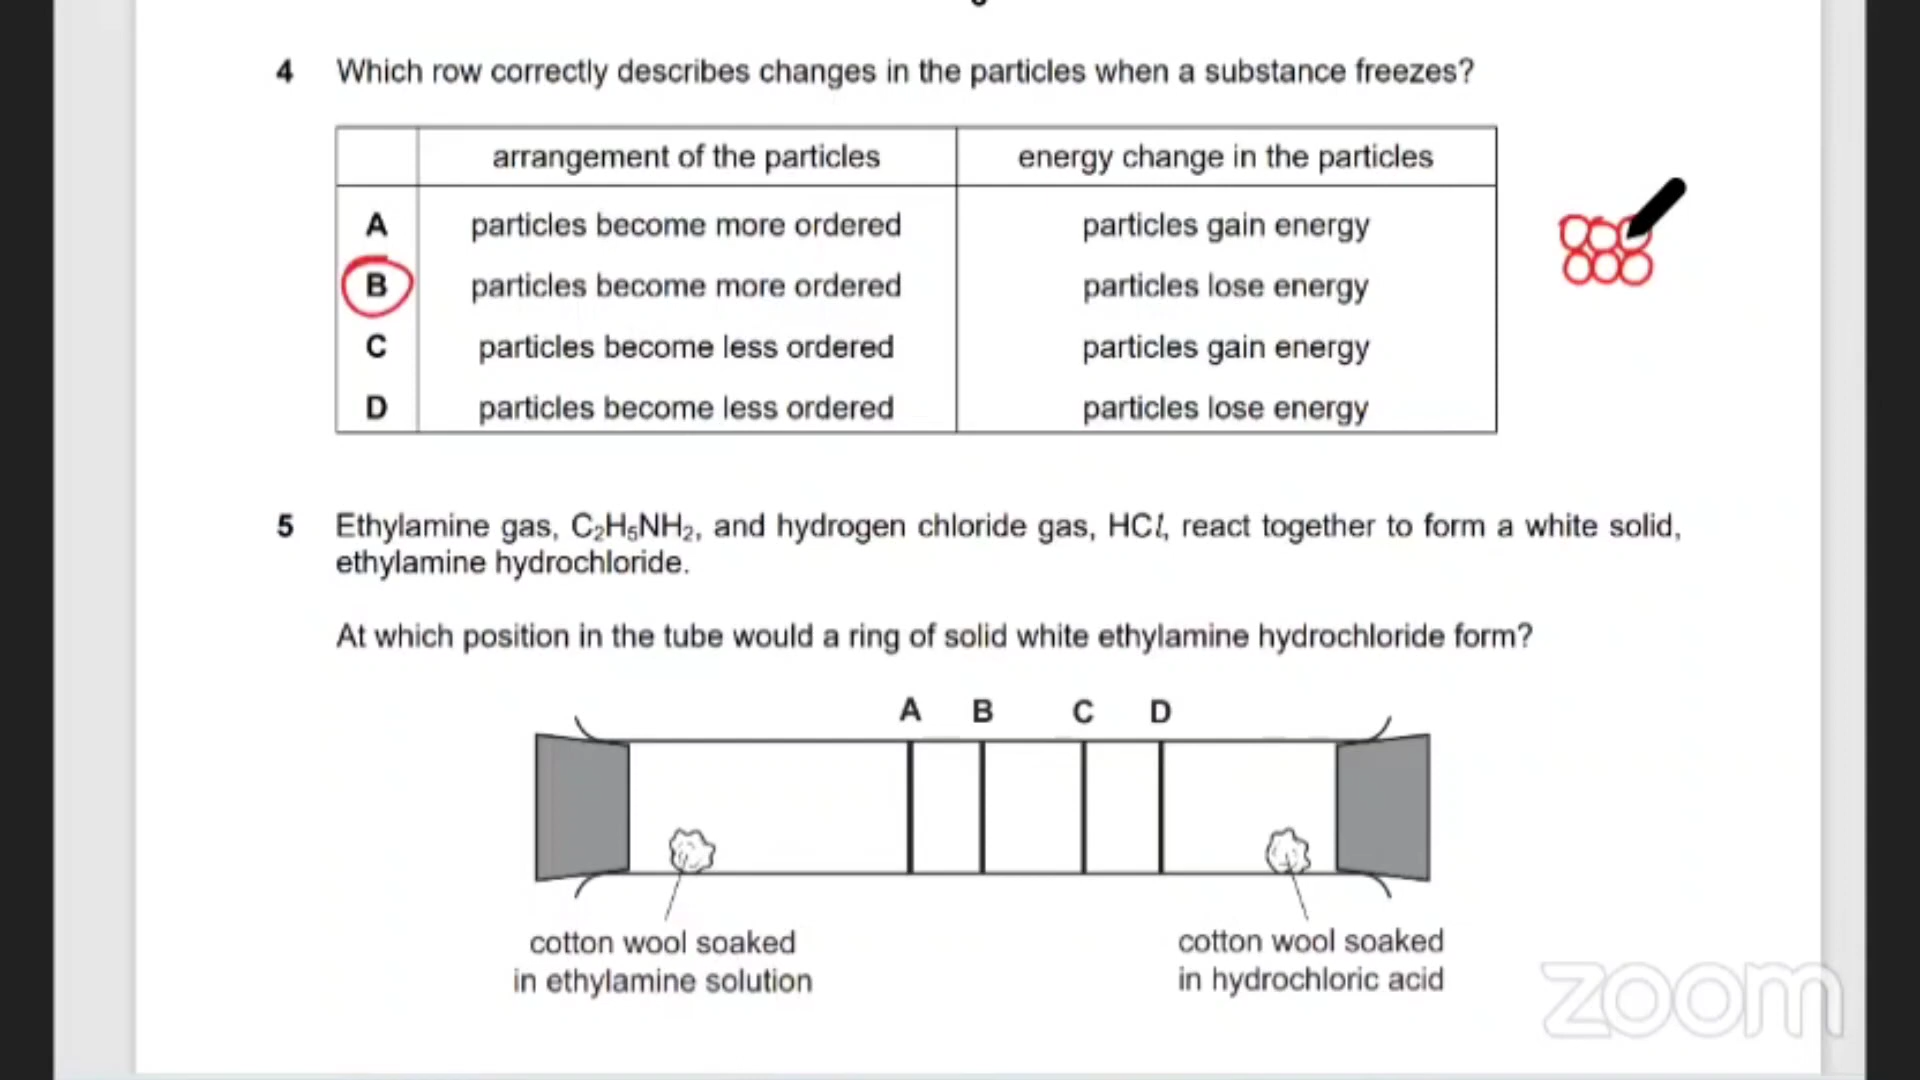 4 Which row correctly describes changes in the particles when a substance freezes?
arrangement of the particles energy change in the particles
A particles become more ordered particles gain energy
B particles become more ordered particles lose energy
C particles become less ordered particles gain energy
D particles become less ordered particles lose energy
5 Ethylamine gas, C₂H₅NH₂, and hydrogen chloride gas, HCl, react together to form a white solid,
ethylamine hydrochloride.
At which position in the tube would a ring of solid white ethylamine hydrochloride form?
A B C D
cotton wool soaked
in ethylamine solution
cotton wool soaked
in hydrochloric acid
zoom